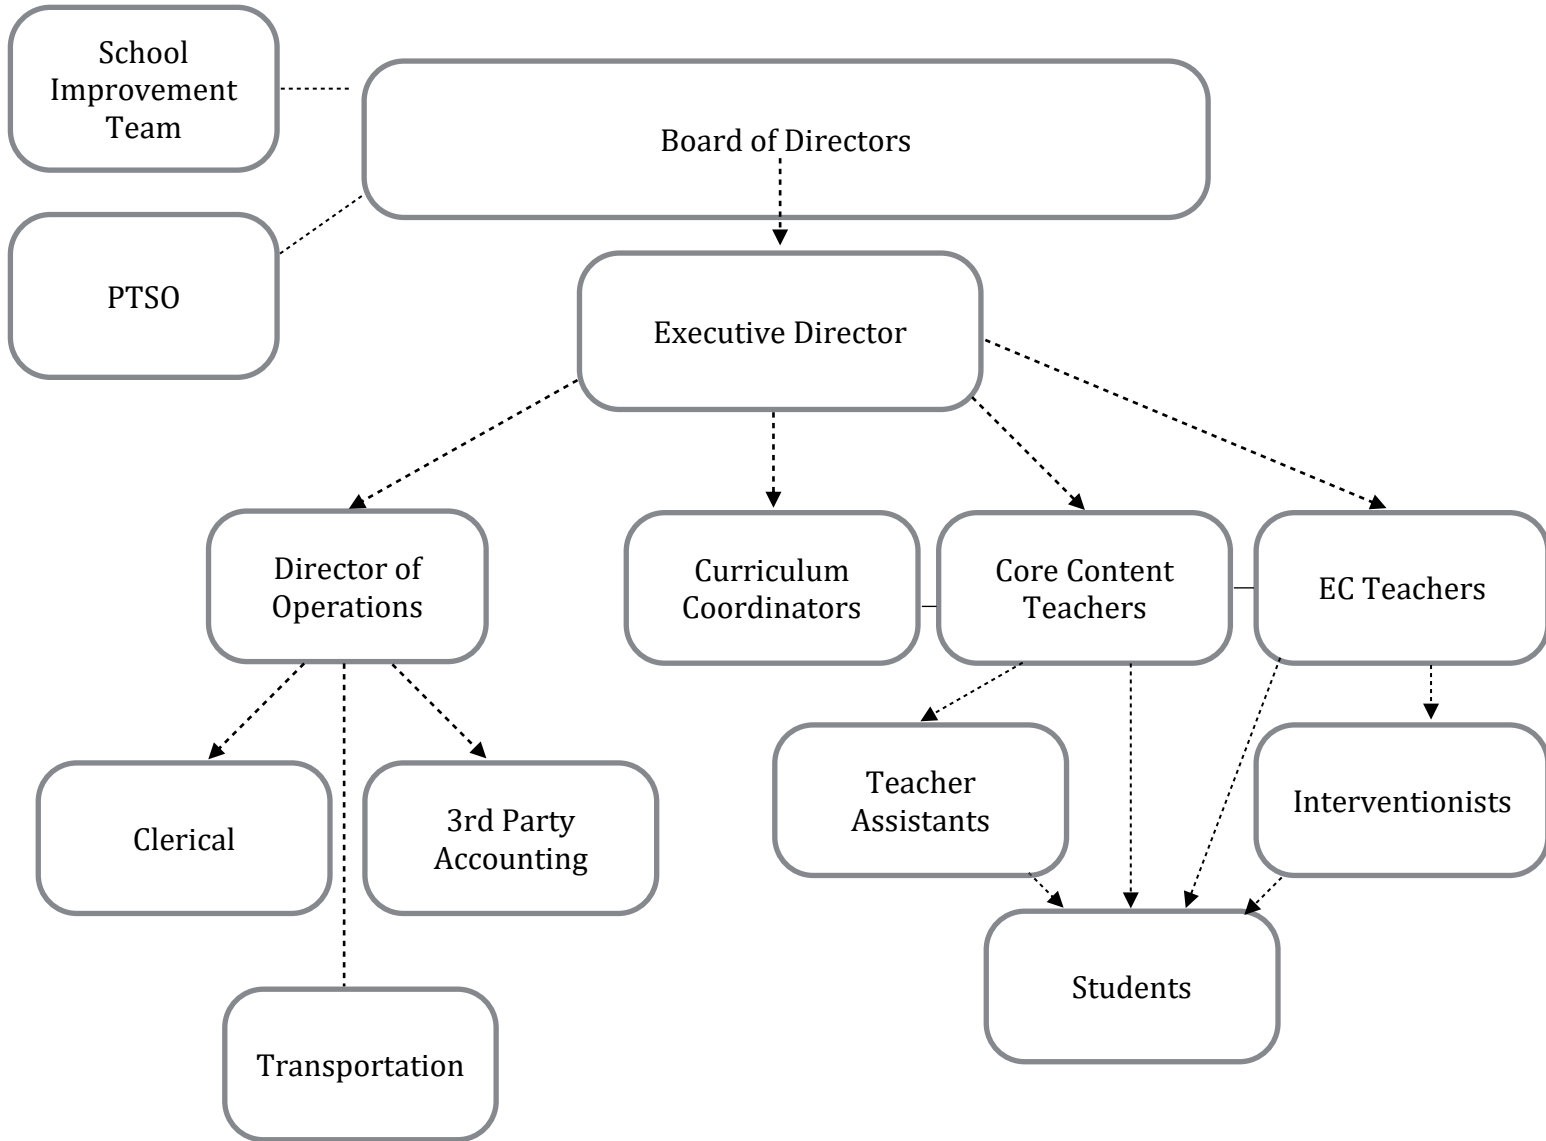 School
Improvement
Team
Board of Directors
PTSO
Executive Director
Director of
Operations
Curriculum
Coordinators
Core Content
Teachers
EC Teachers
Clerical
3rd Party
Accounting
Teacher
Assistants
Interventionists
Students
Transportation